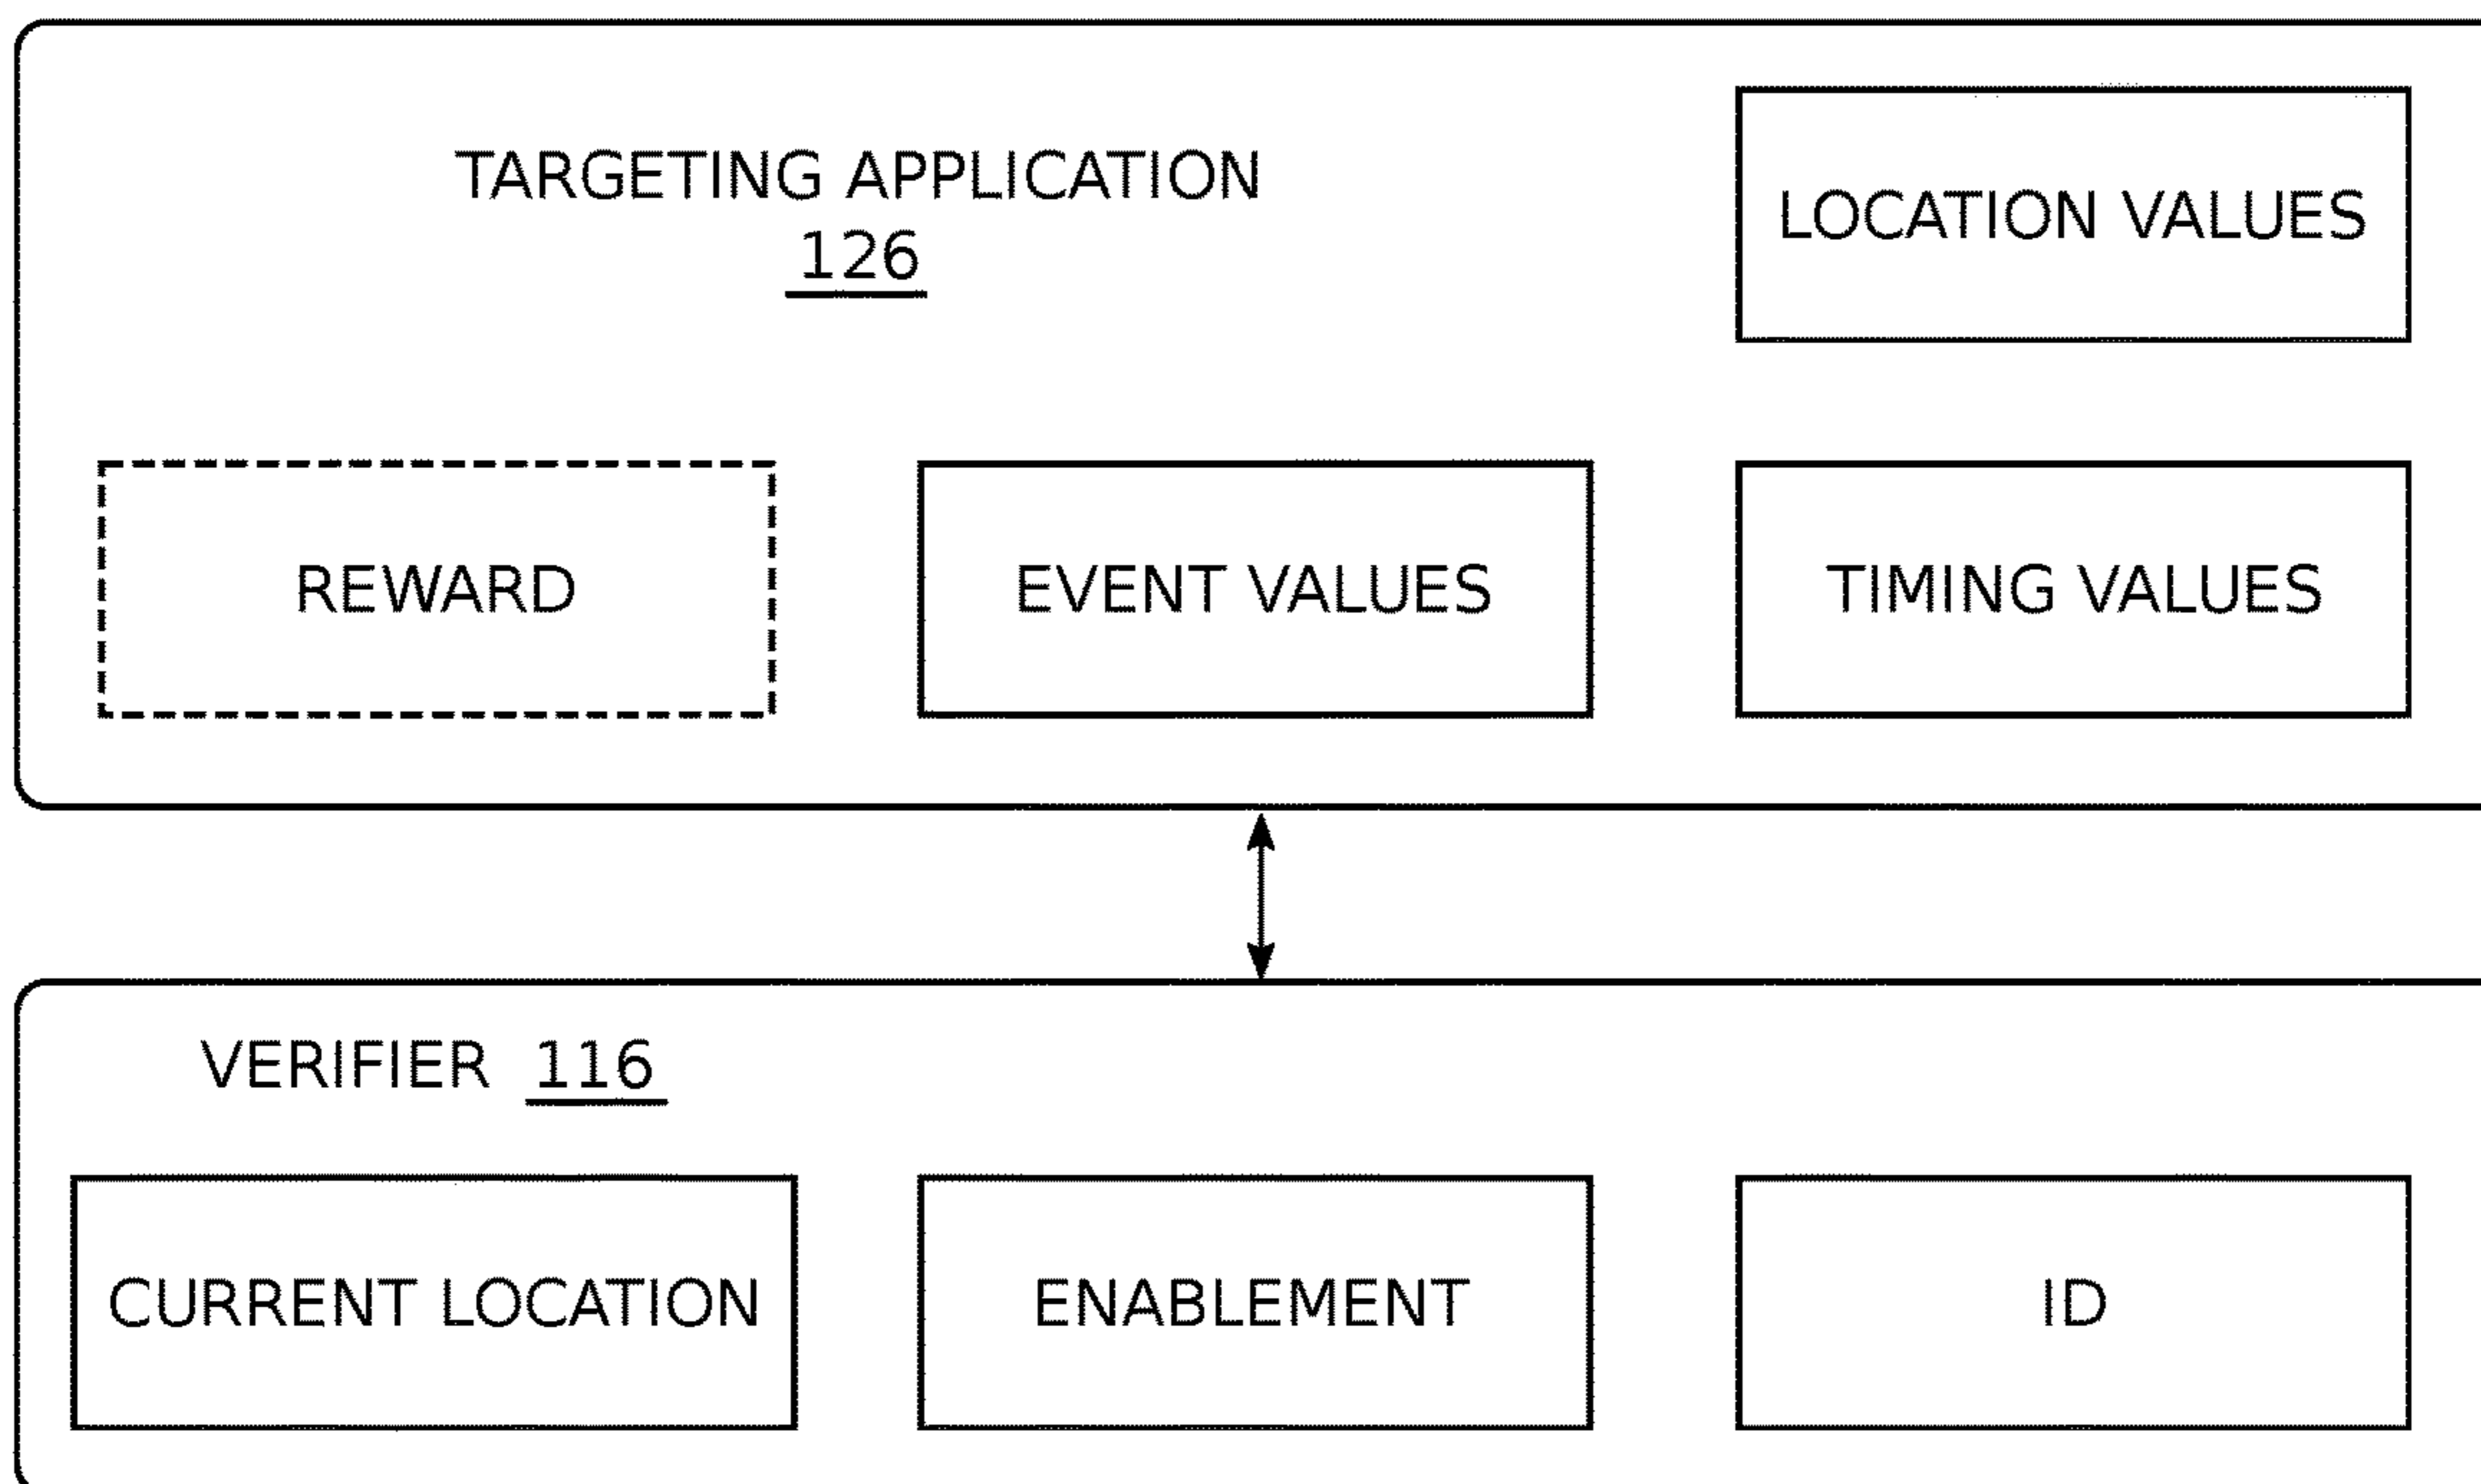 TARGETING APPLICATION
126
LOCATION VALUES
REWARD
EVENT VALUES
TIMING VALUES
VERIFIER 116
CURRENT LOCATION
ENABLEMENT
ID